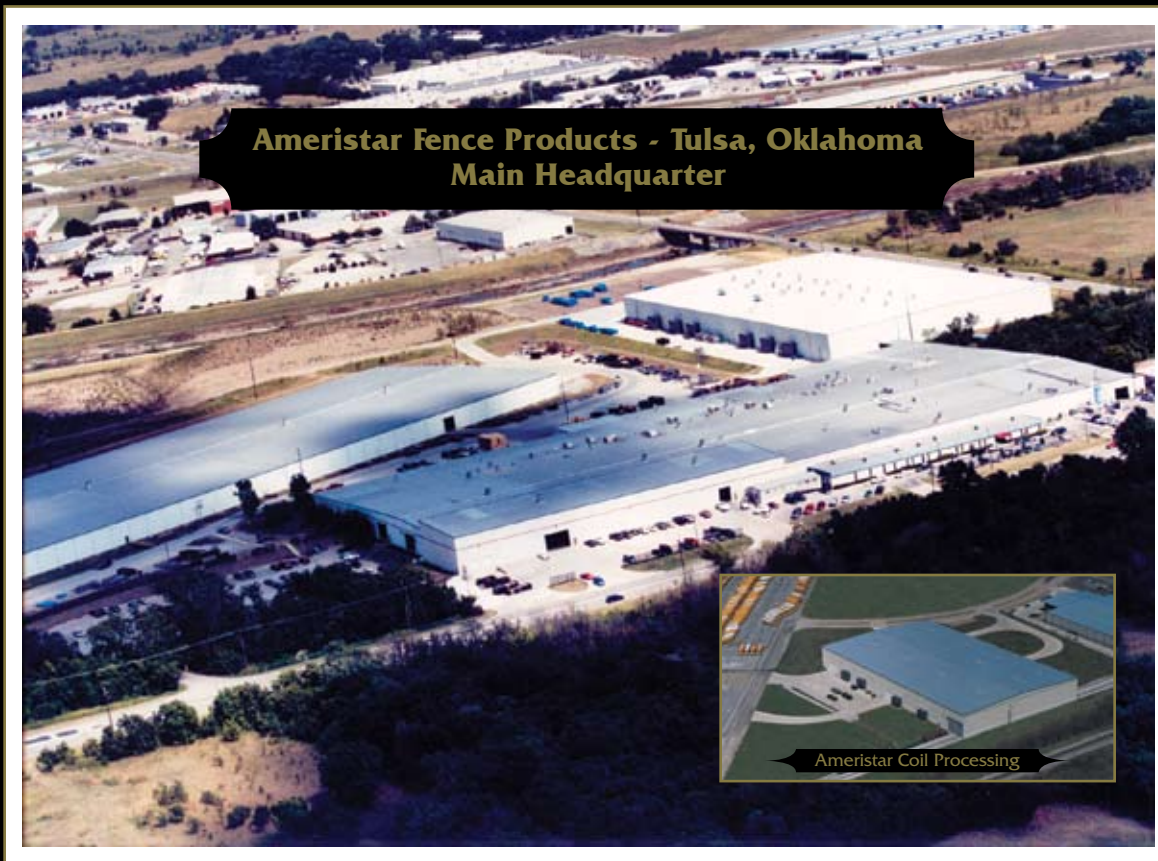 Ameristar Fence Products - Tulsa, Oklahoma
Main Headquarter
Ameristar Coil Processing